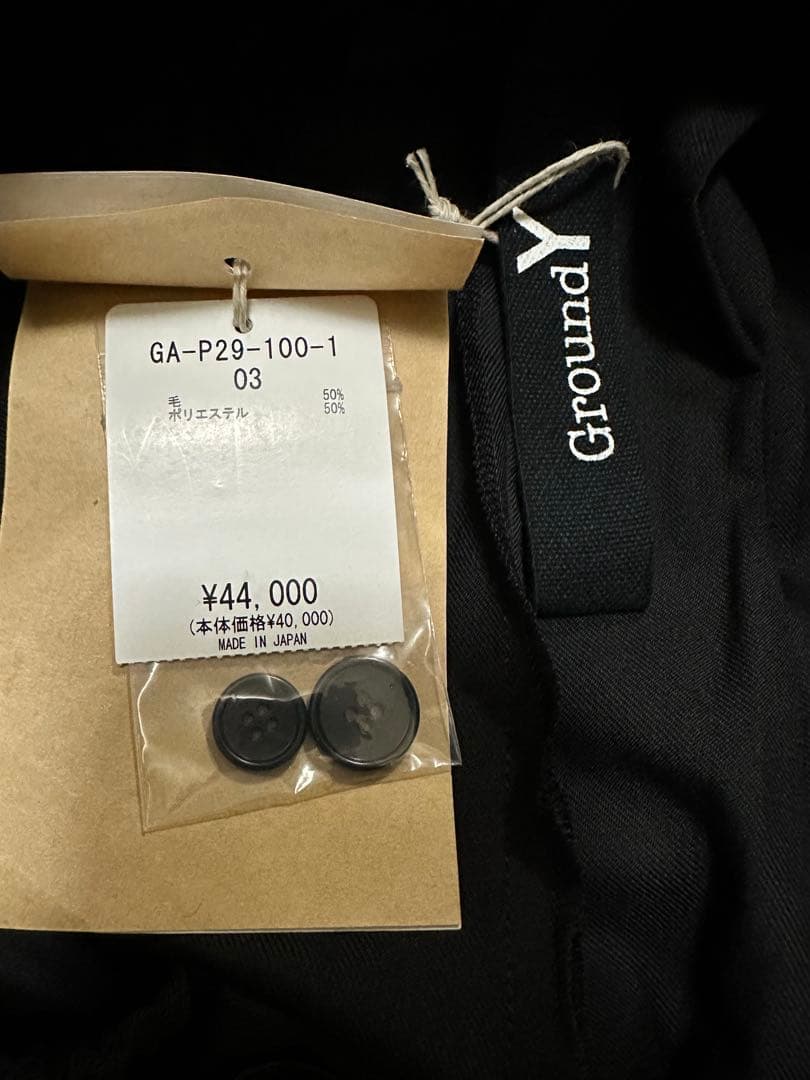 GA-P29-100-1
03
毛 50%
ポリエステル 50%
¥44,000
(本体価格¥40,000)
MADE IN JAPAN
GroundY